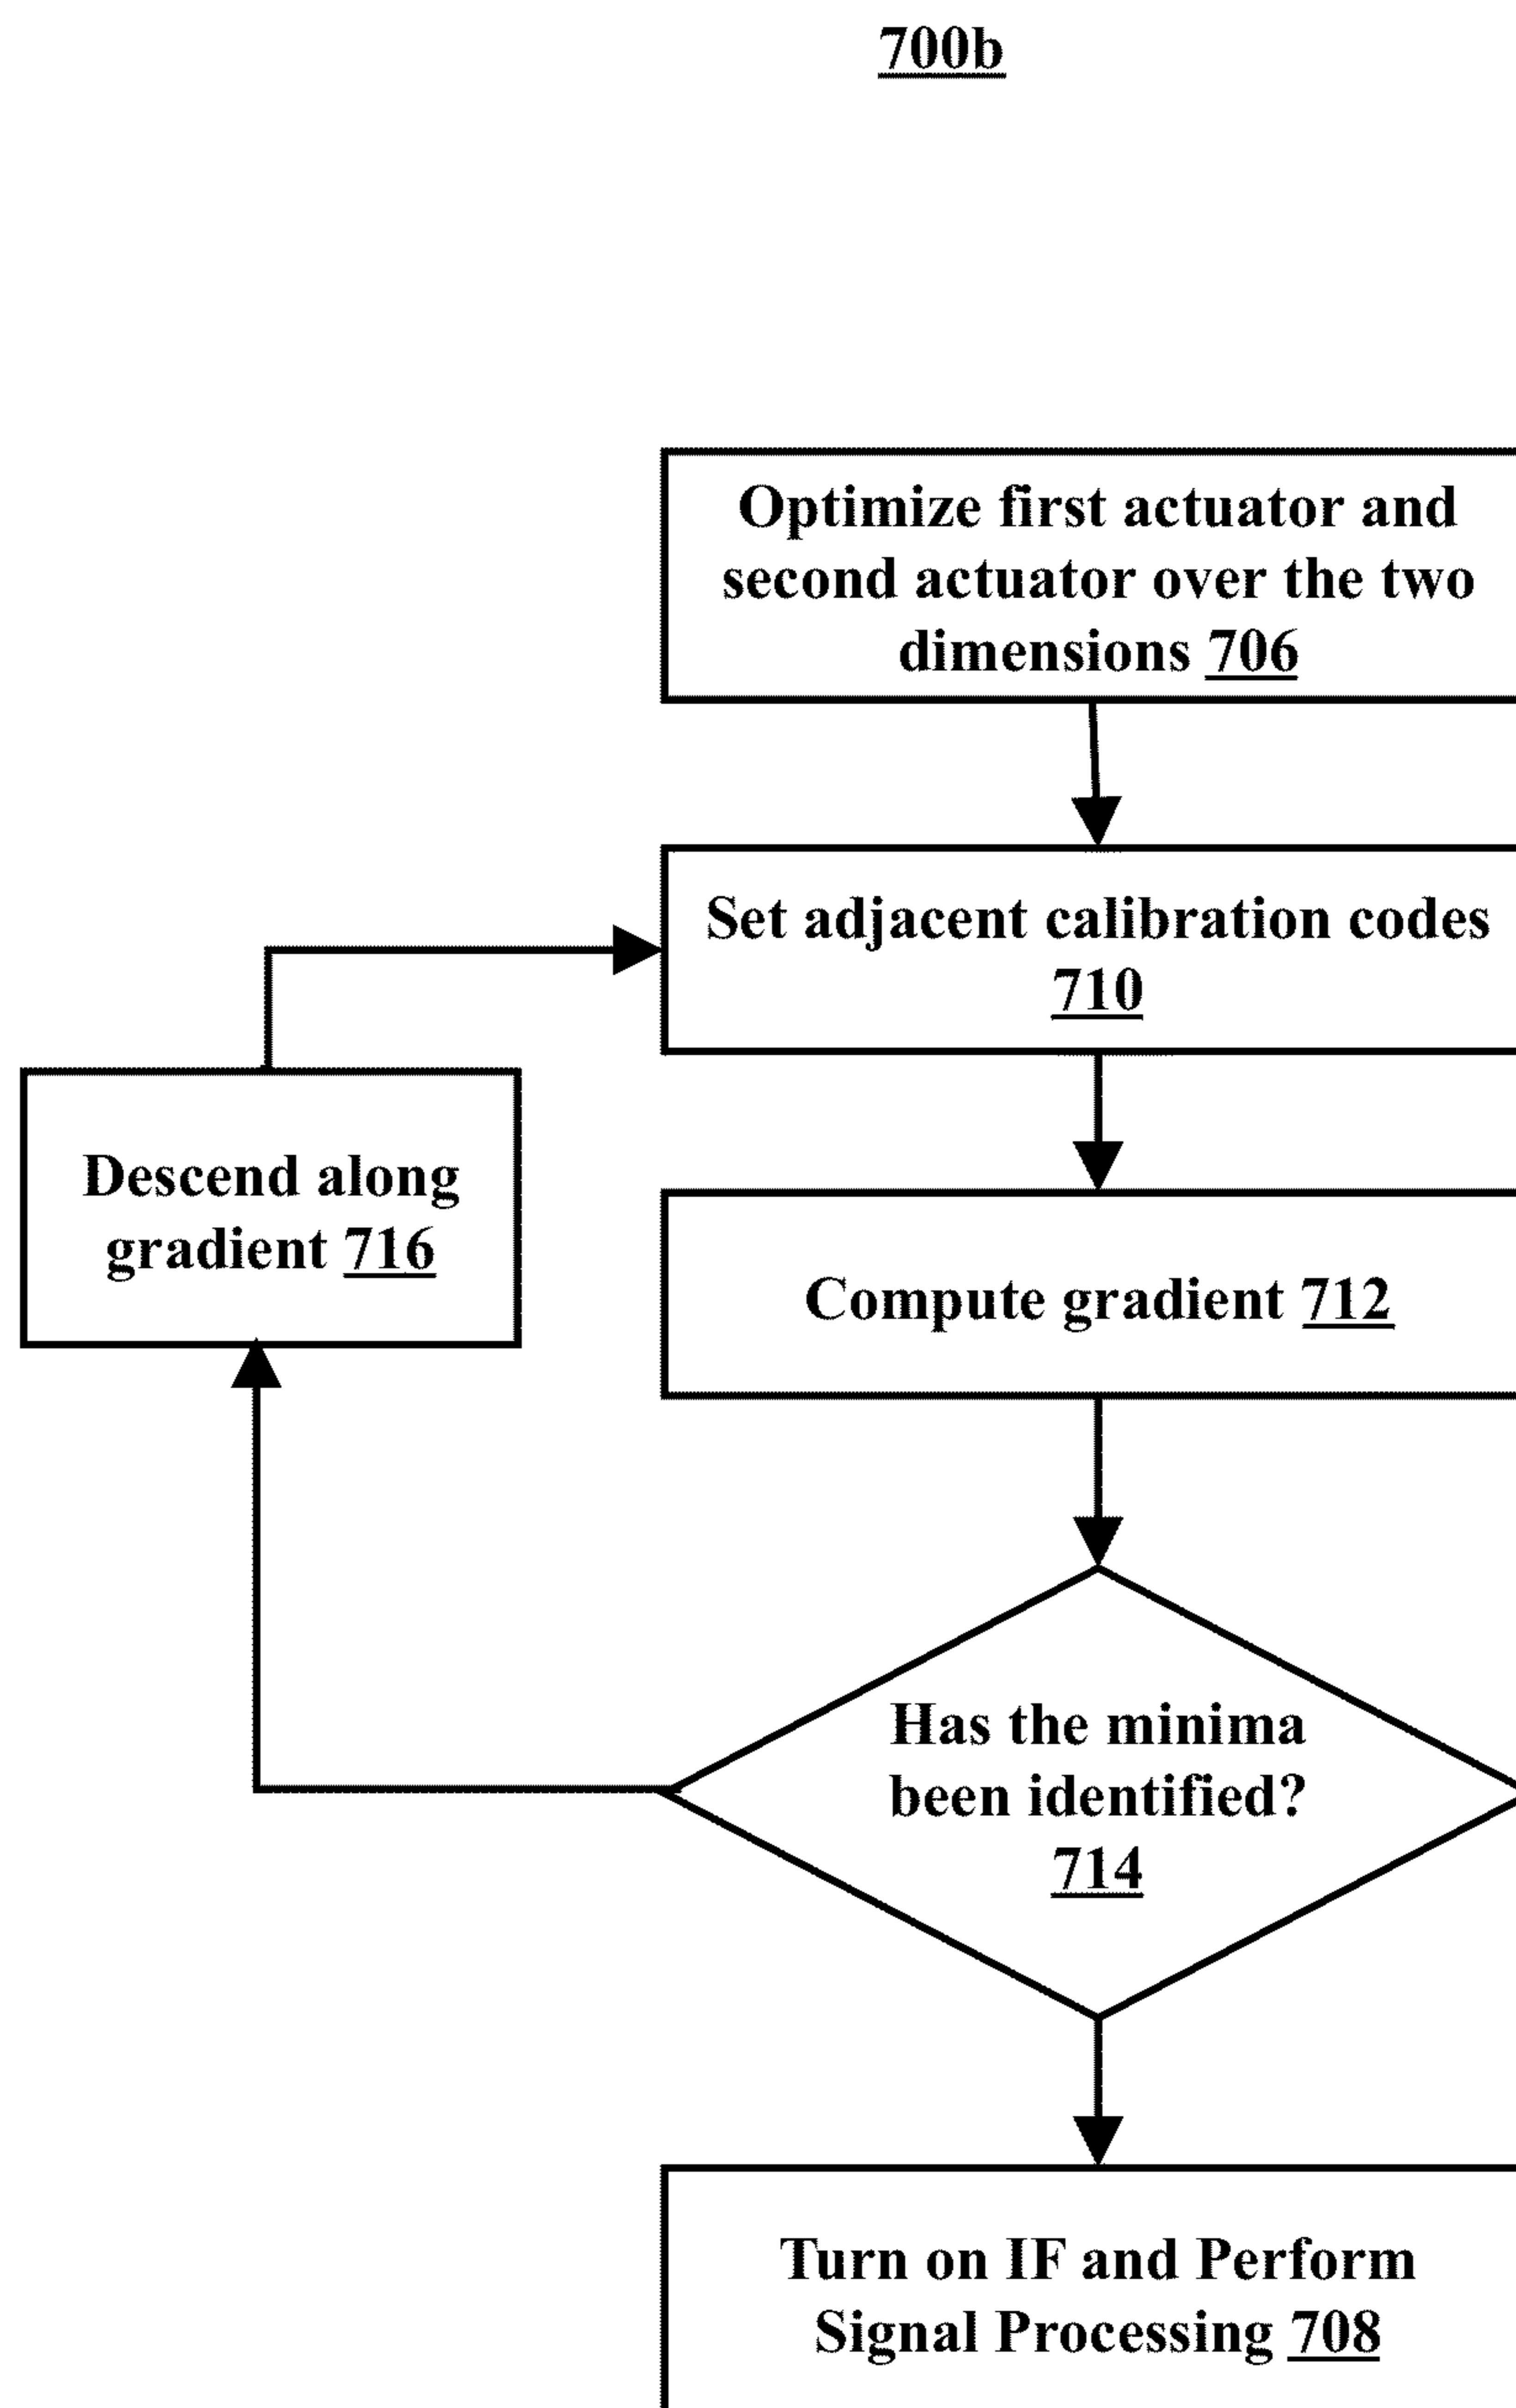 700b
Optimize first actuator and
second actuator over the two
dimensions 706
Set adjacent calibration codes
710
Descend along
gradient 716
Compute gradient 712
Has the minima
been identified?
714
Turn on IF and Perform
Signal Processing 708